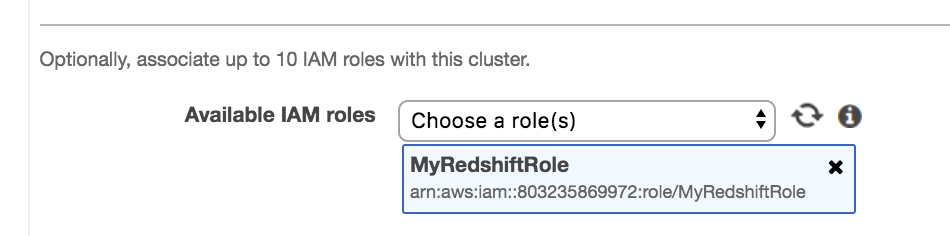 Optionally, associate up to 10 IAM roles with this cluster.
Available IAM roles Choose a role(s)
MyRedshiftRole
arn:aws:iam::803235869972:role/MyRedshiftRole